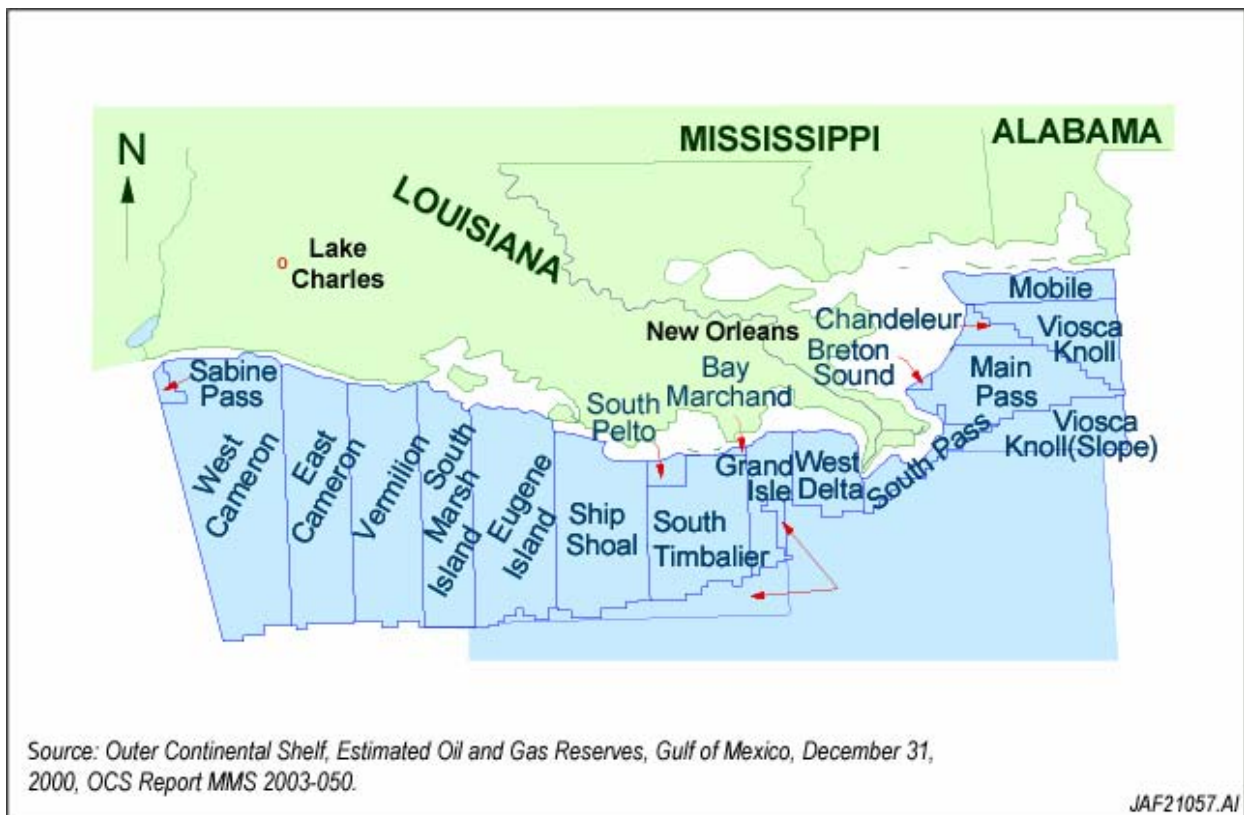 MISSISSIPPI
ALABAMA
N
LOUISIANA
Lake
Charles
New Orleans
Mobile
Chandeleur
Viosca
Knoll
Breton
Sound
Main
Pass
Viosca
Knoll(Slope)
Bay
Marchand
South
Pelto
Sabine
Pass
West
Cameron
East
Cameron
Vermilion
South
Marsh
Island
Eugene
Island
Ship
Shoal
South
Timbalier
Grand
Isle
West
Delta
South Pass
Source: Outer Continental Shelf, Estimated Oil and Gas Reserves, Gulf of Mexico, December 31,
2000, OCS Report MMS 2003-050.
JAF21057.AI